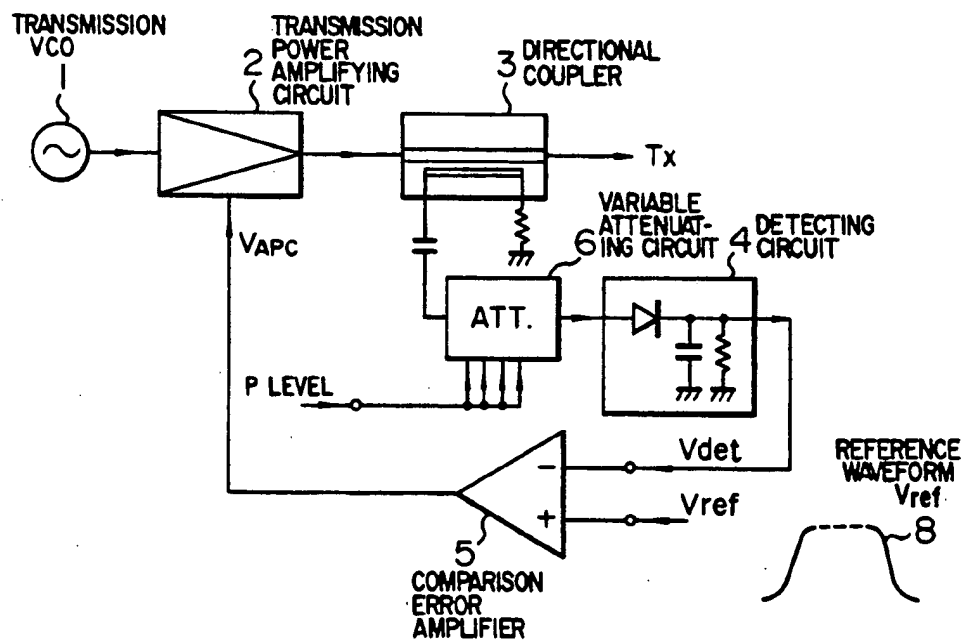 TRANSMISSION
VCO
1
2
TRANSMISSION
POWER
AMPLIFYING
CIRCUIT
3
DIRECTIONAL
COUPLER
Tx
VAPC
VARIABLE
ATTENUAT-
ING CIRCUIT
6
4
DETECTING
CIRCUIT
ATT.
P LEVEL
Vdet
Vref
-
+
5
COMPARISON
ERROR
AMPLIFIER
REFERENCE
WAVEFORM
Vref
8